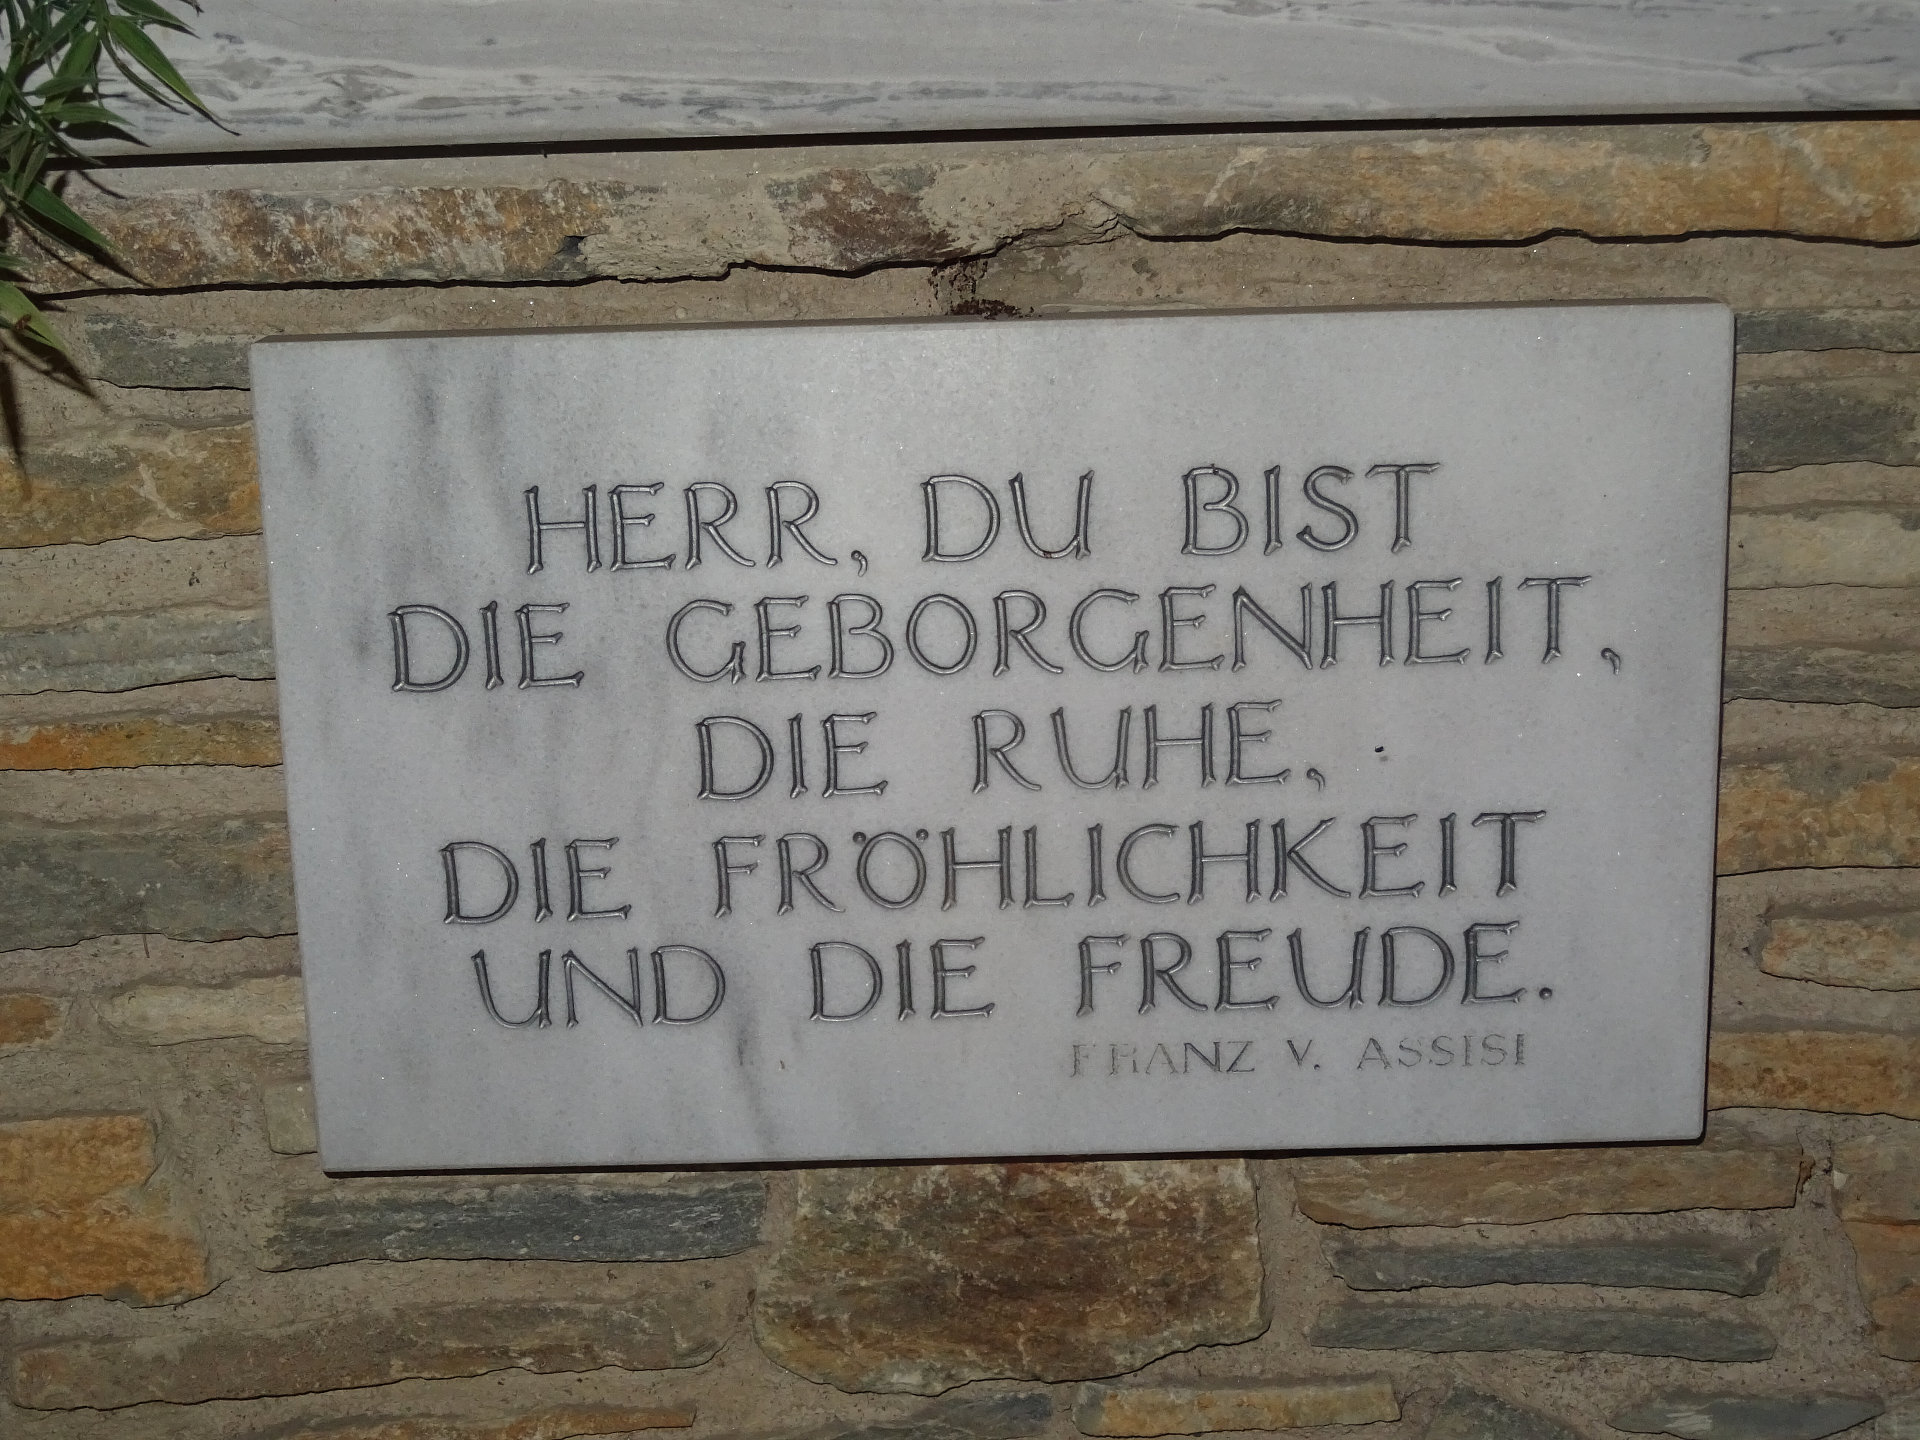 HERR, DU BIST
DIE GEBORGENHEIT,
DIE RUHE,
DIE FRÖHLICHKEIT
UND DIE FREUDE.
FRANZ V. ASSISI